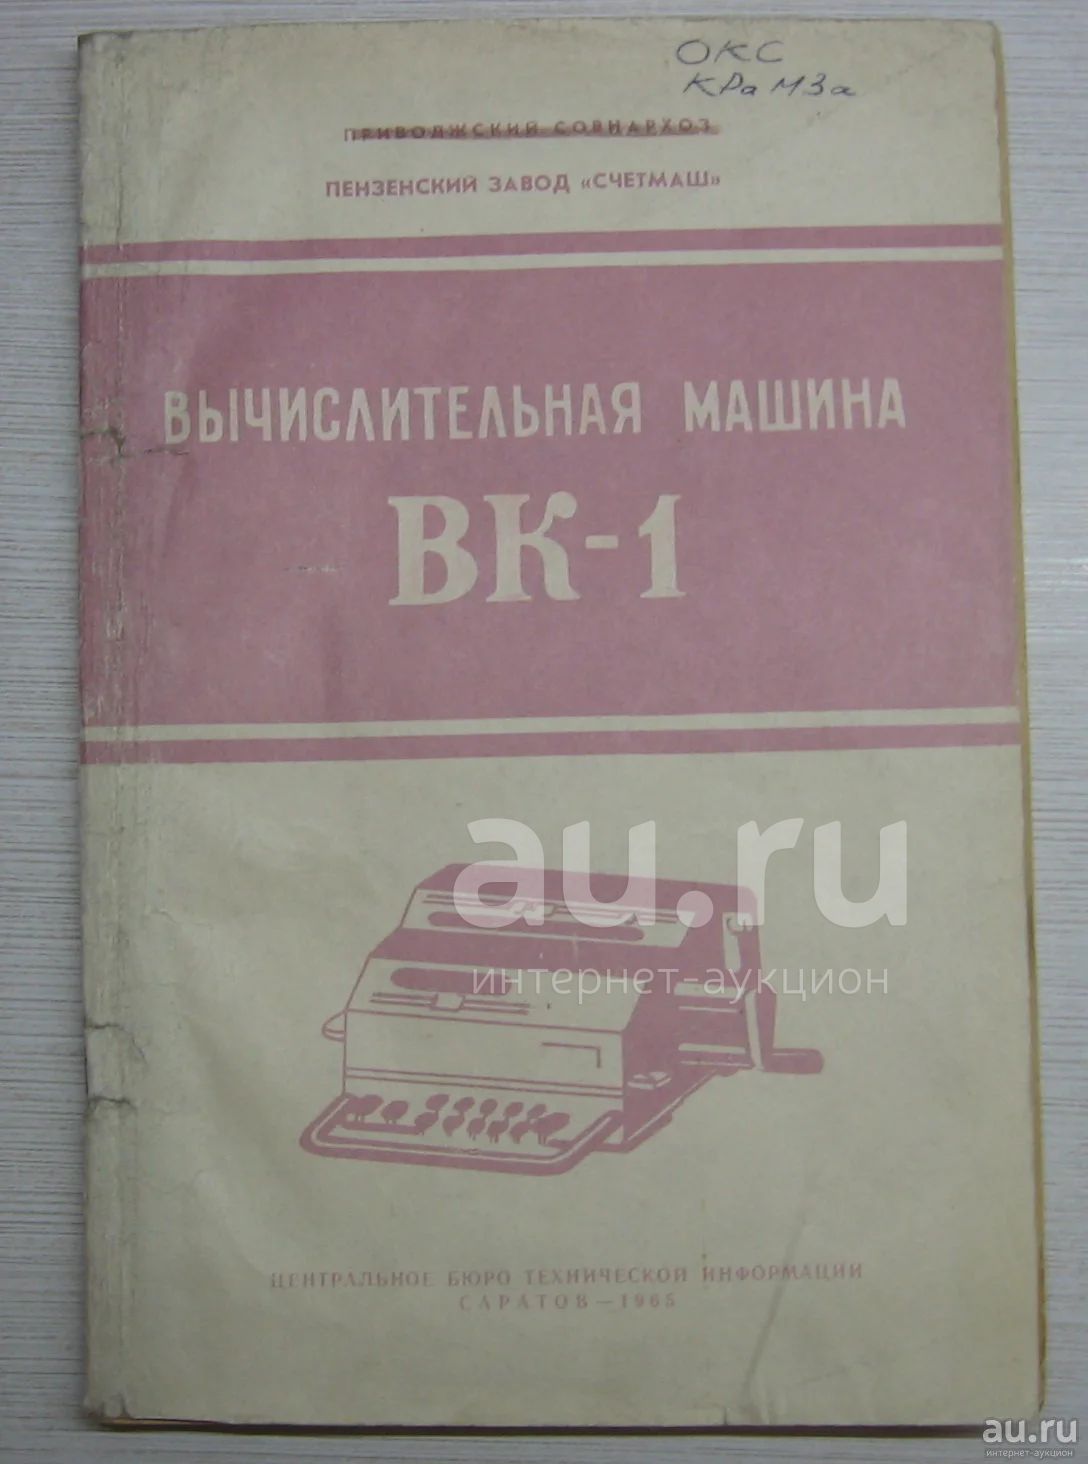 ОКС
КРаМЗа
ПРИВОЛЖСКИЙ СОВНАРХОЗ
ПЕНЗЕНСКИЙ ЗАВОД «СЧЕТМАШ»
ВЫЧИСЛИТЕЛЬНАЯ МАШИНА
ВК-1
au.ru
интернет-аукцион
ЦЕНТРАЛЬНОЕ БЮРО ТЕХНИЧЕСКОЙ ИНФОРМАЦИИ
САРАТОВ — 1965
au.ru
интернет-аукцион